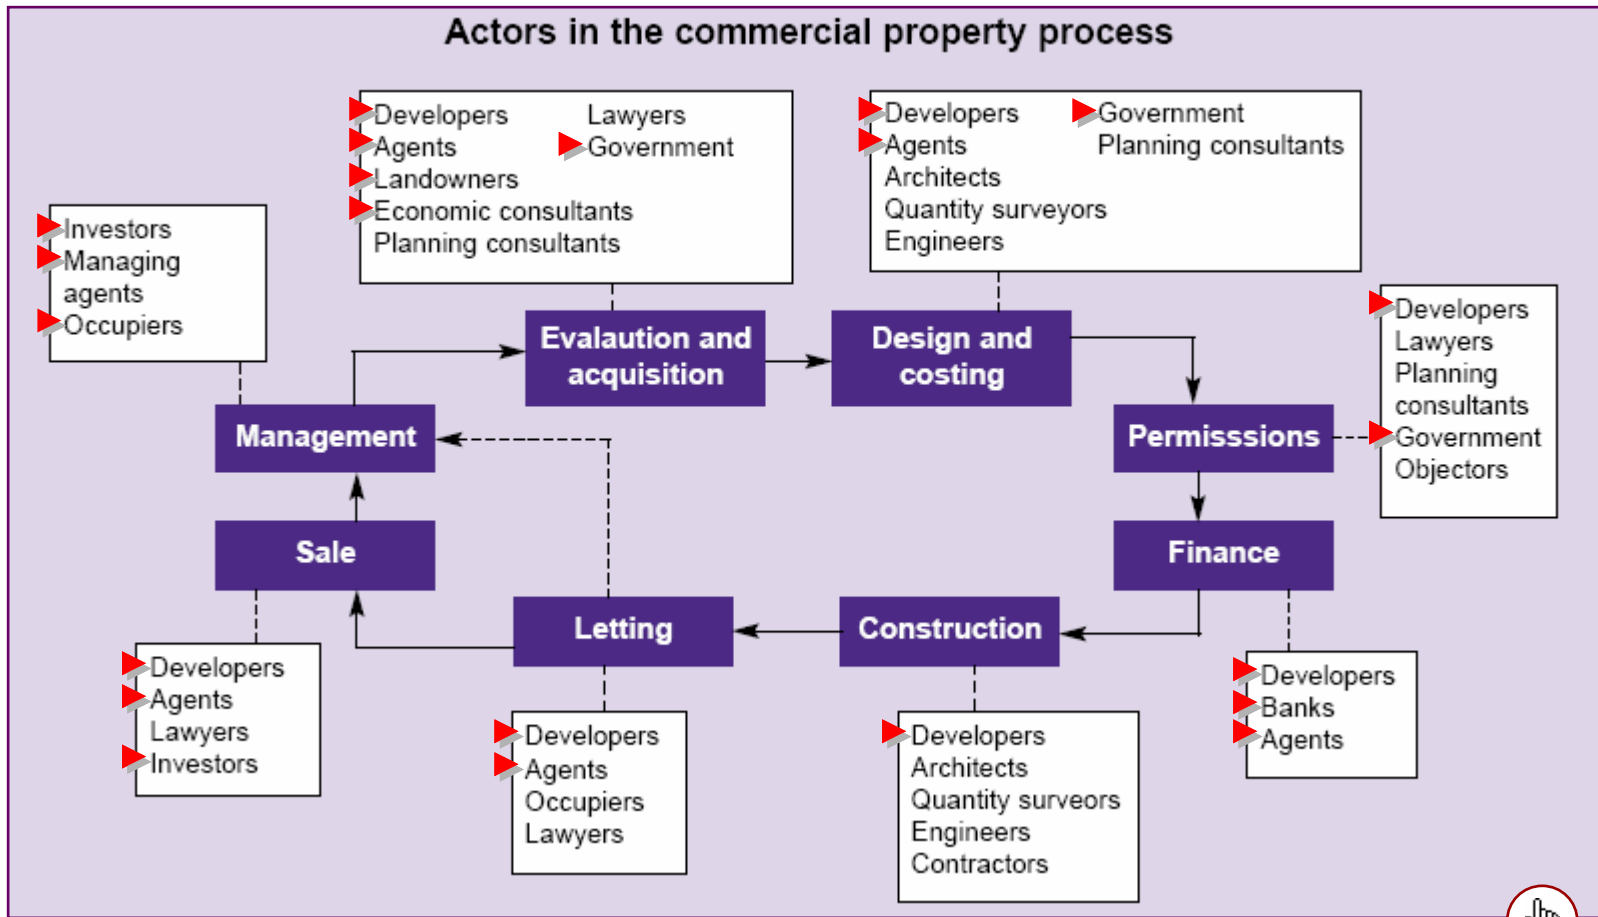 Actors in the commercial property process
Developers
Agents
Landowners
Economic consultants
Planning consultants
Lawyers
Government
Developers
Agents
Architects
Quantity surveyors
Engineers
Government
Planning consultants
Investors
Managing
agents
Occupiers
Evalaution and
acquisition
Design and
costing
Developers
Lawyers
Planning
consultants
Government
Objectors
Management
Permisssions
Sale
Finance
Letting
Construction
Developers
Agents
Lawyers
Investors
Developers
Agents
Occupiers
Lawyers
Developers
Architects
Quantity surveors
Engineers
Contractors
Developers
Banks
Agents